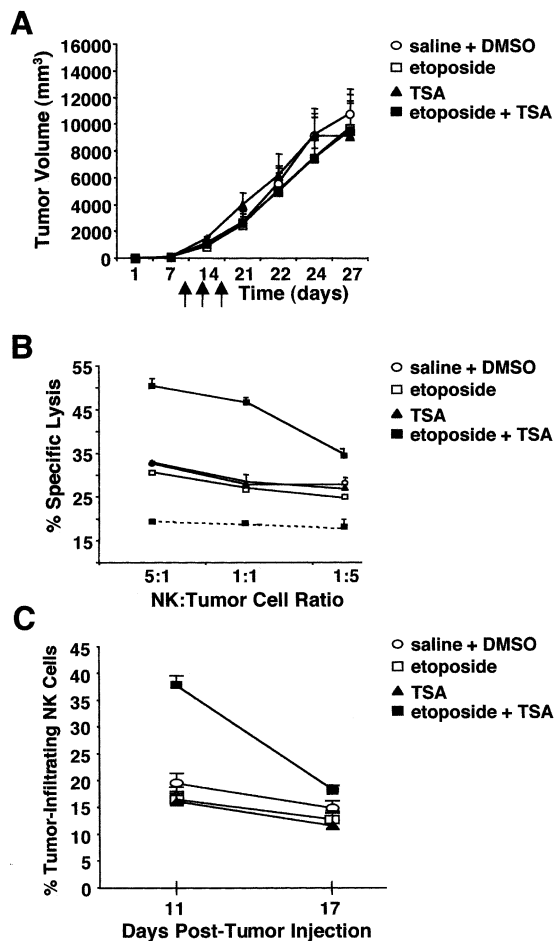 A
Tumor Volume (mm³)
16000
14000
12000
10000
8000
6000
4000
2000
0
1 7 14 21 22 24 27
Time (days)
saline + DMSO
etoposide
TSA
etoposide + TSA
B
% Specific Lysis
55
45
35
25
15
5:1 1:1 1:5
NK:Tumor Cell Ratio
saline + DMSO
etoposide
TSA
etoposide + TSA
C
% Tumor-Infiltrating NK Cells
45
40
35
30
25
20
15
10
5
0
11 17
Days Post-Tumor Injection
saline + DMSO
etoposide
TSA
etoposide + TSA